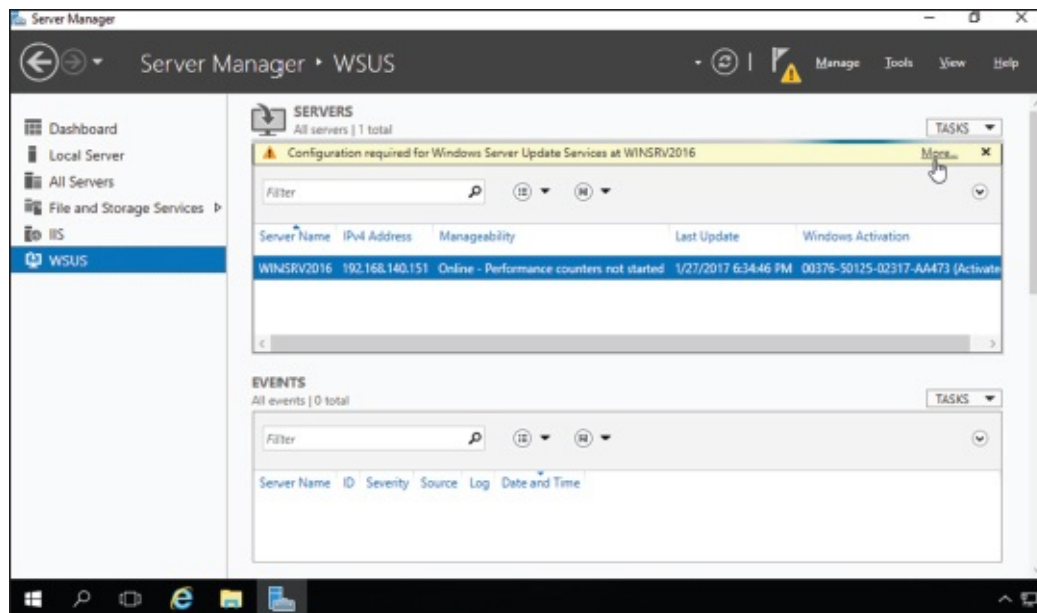 Server Manager
Server Manager ‣ WSUS
Manage Tools View Help
Dashboard
Local Server
All Servers
File and Storage Services
IIS
WSUS
SERVERS
All servers | 1 total
TASKS
Configuration required for Windows Server Update Services at WINSRV2016 More...
Filter
Server Name IPv4 Address Manageability Last Update Windows Activation
WINSRV2016 192.168.140.151 Online - Performance counters not started 1/27/2017 6:34:46 PM 00376-50125-02317-AA473 (Activate
EVENTS
All events | 0 total
TASKS
Filter
Server Name ID Severity Source Log Date and Time